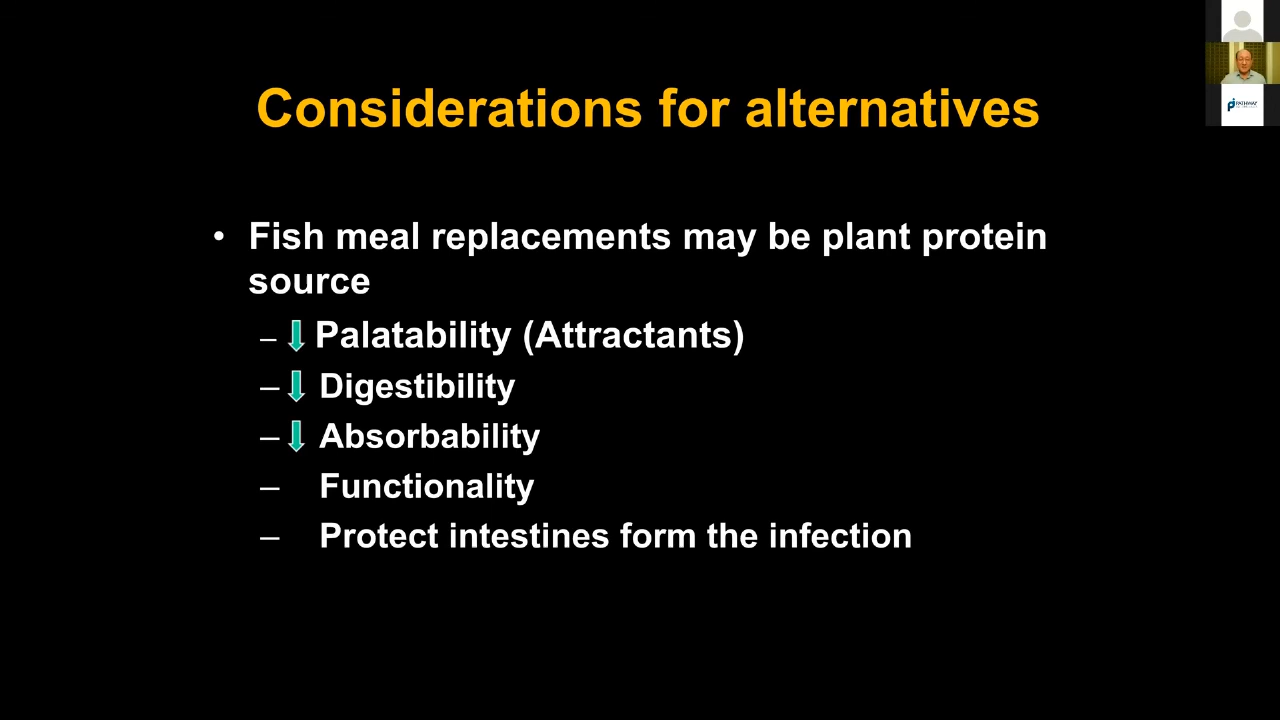 Considerations for alternatives
• Fish meal replacements may be plant protein
source
– Palatability (Attractants)
– Digestibility
– Absorbability
– Functionality
– Protect intestines form the infection
PATHWAY